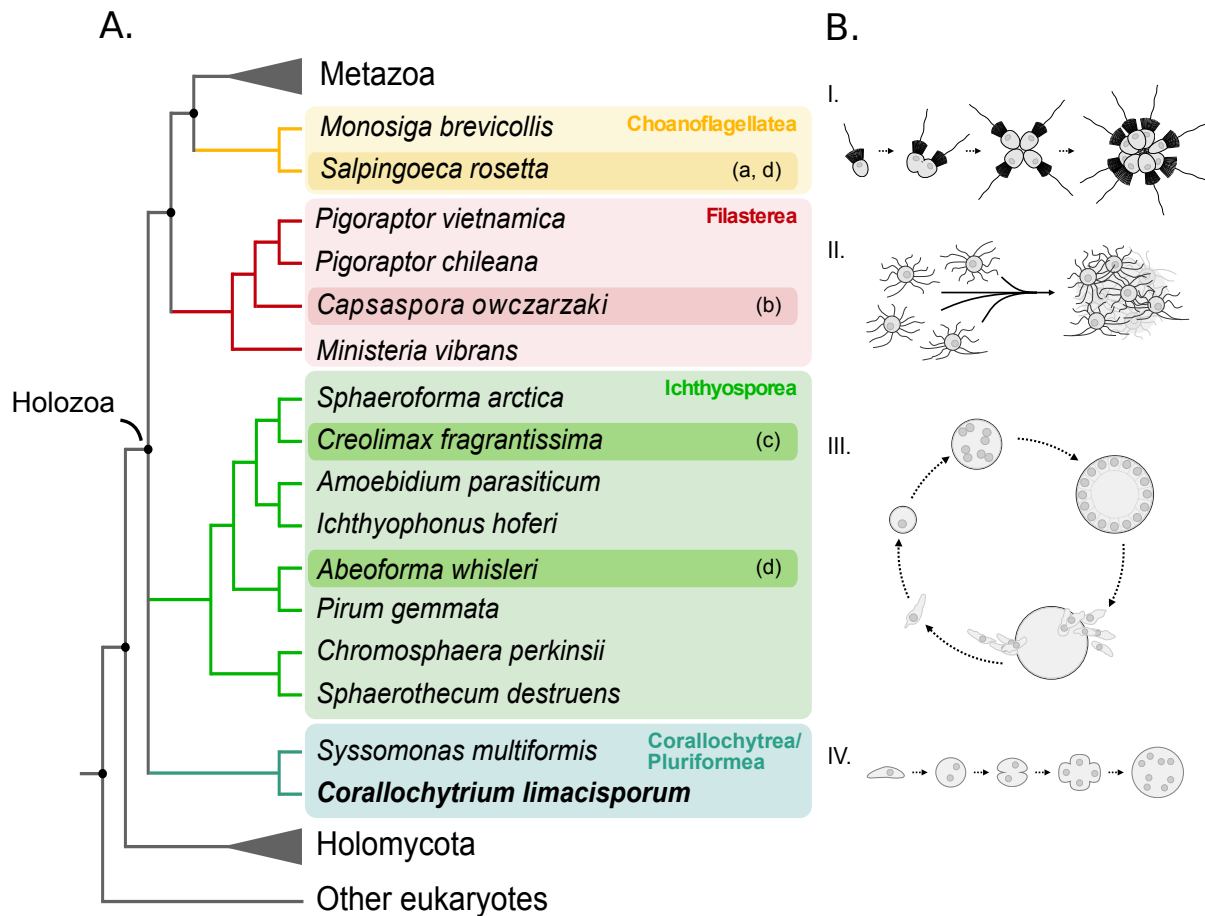 A.
B.
Metazoa
Monosiga brevicollis
Choanoflagellatea
Salpingoeca rosetta
(a, d)
Pigoraptor vietnamica
Filasterea
Pigoraptor chileana
Capsaspora owczarzaki
(b)
Ministeria vibrans
Holozoa
Sphaeroforma arctica
Ichthyosporea
Creolimax fragrantissima
(c)
Amoebidium parasiticum
Ichthyophonus hoferi
Abeoforma whisleri
(d)
Pirum gemmata
Chromosphaera perkinsii
Sphaerothecum destruens
Syssomonas multiformis
Corallochytrea/
Pluriformea
Corallochytrium limacisporum
Holomycota
Other eukaryotes
I.
II.
III.
IV.